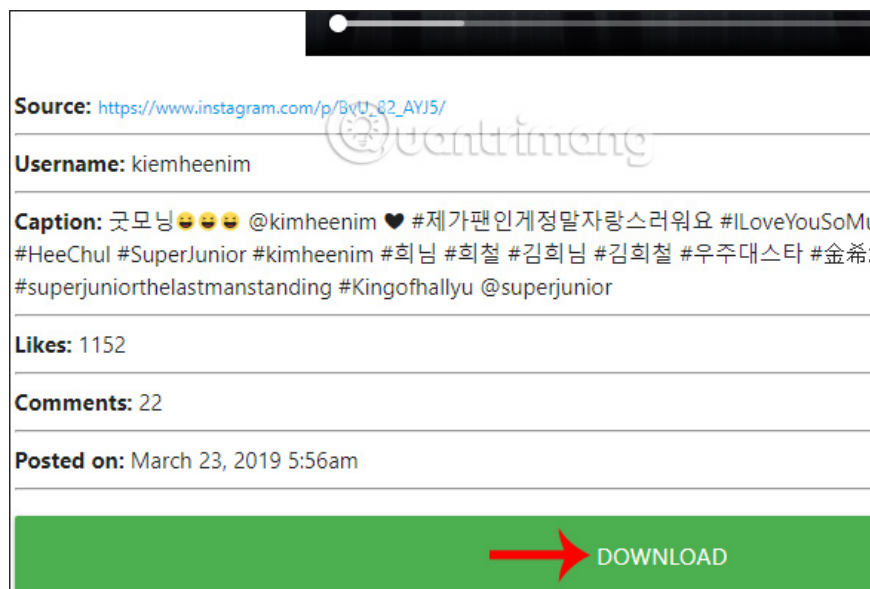 Source: https://www.instagram.com/p/BvU_82_AYJ5/
Quantrimang
Username: kiemheenim
Caption: 굿모닝😄😄😄 @kimheenim 🖤 #제가팬인게정말자랑스러워요 #ILoveYouSoMu
#HeeChul #SuperJunior #kimheenim #희님 #희철 #김희님 #김희철 #우주대스타 #金希
#superjuniorthelastmanstanding #Kingofhallyu @superjunior
Likes: 1152
Comments: 22
Posted on: March 23, 2019 5:56am
DOWNLOAD